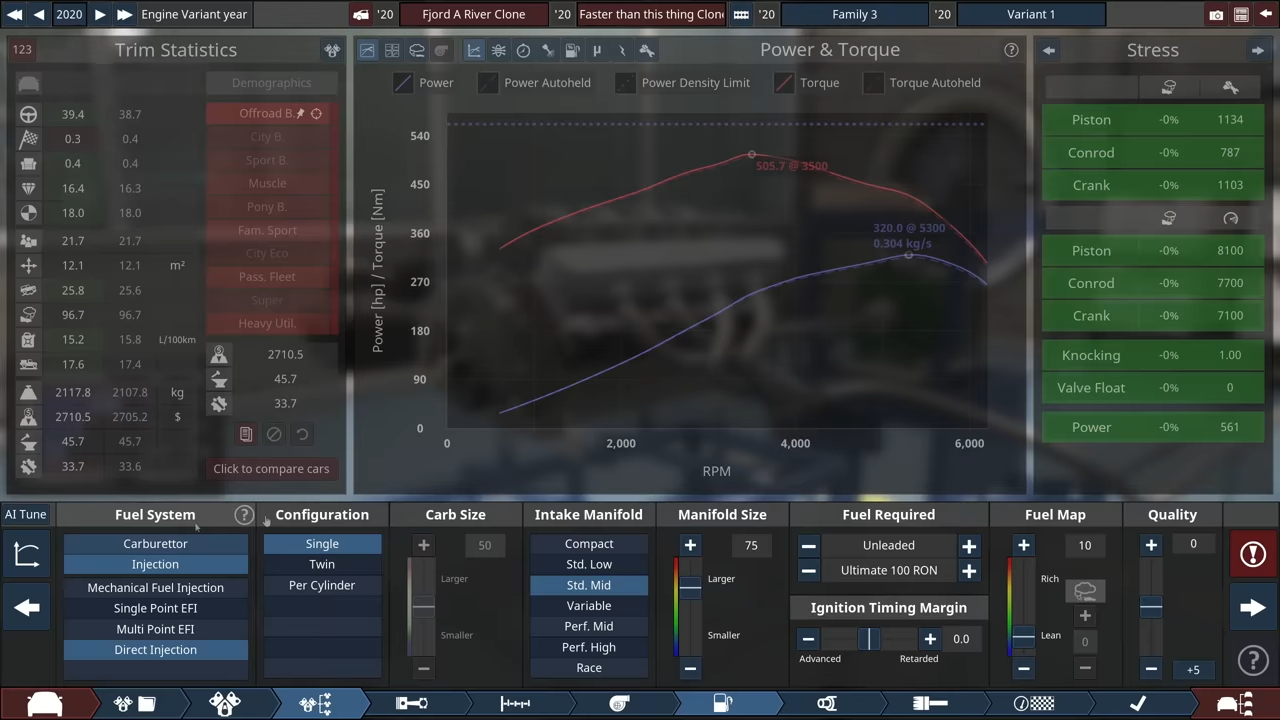 2020 Engine Variant year '20 Fjord A River Clone '20 Faster than this thing Clone '20 Family 3 '20 Variant 1
123 Trim Statistics
Demographics
39.4 38.7
0.3 0.4
0.4 0.4
16.4 16.3
18.0 18.0
21.7 21.7
12.1 12.1 m²
25.8 25.6
96.7 96.7
15.2 15.8 L/100km
17.6 17.4
2117.8 2107.8 kg
2710.5 2705.2 $
45.7 45.7
33.7 33.6
Offroad B.
City B.
Sport B.
Muscle
Pony B.
Fam. Sport
City Eco
Pass. Fleet
Super
Heavy Util.
2710.5
45.7
33.7
Click to compare cars
Power & Torque
Power Power Autoheld Power Density Limit Torque Torque Autoheld
Power [hp] / Torque [Nm]
540
450
360
270
180
90
0
505.7 @ 3500
320.0 @ 5300
0.304 kg/s
0 2,000 4,000 6,000
RPM
Stress
Piston -0% 1134
Conrod -0% 787
Crank -0% 1103
Piston -0% 8100
Conrod -0% 7700
Crank -0% 7100
Knocking -0% 1.00
Valve Float -0% 0
Power -0% 561
AI Tune
Fuel System
Carburettor
Injection
Mechanical Fuel Injection
Single Point EFI
Multi Point EFI
Direct Injection
Configuration
Single
Twin
Per Cylinder
Carb Size
50
Larger
Smaller
Intake Manifold
Compact
Std. Low
Std. Mid
Variable
Perf. Mid
Perf. High
Race
Manifold Size
75
Larger
Smaller
Fuel Required
Unleaded
Ultimate 100 RON
Ignition Timing Margin
0.0
Advanced Retarded
Fuel Map
10
Rich
0
Lean
Quality
0
+5